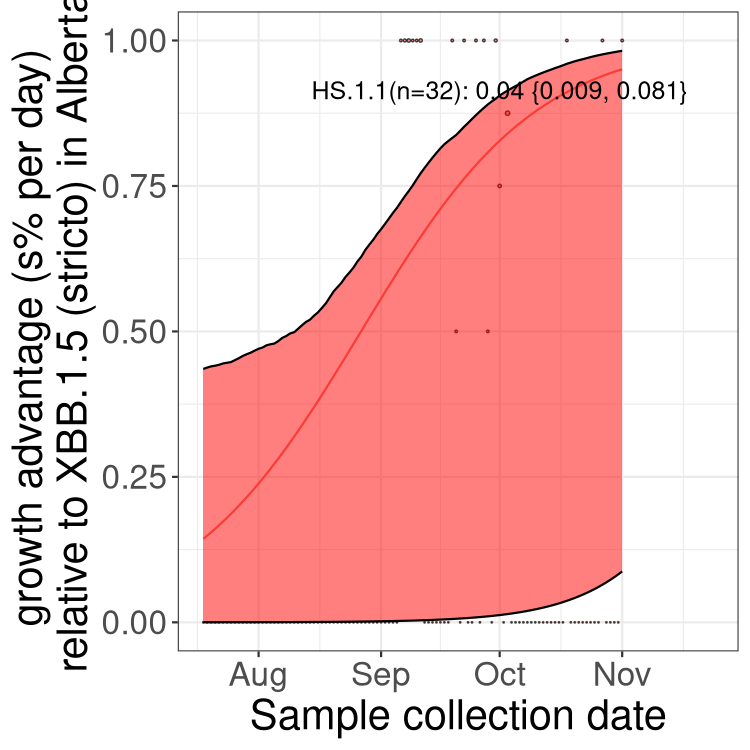 growth advantage (s% per day)
relative to XBB.1.5 (stricto) in Alberta
1.00
0.75
0.50
0.25
0.00
HS.1.1(n=32): 0.04 {0.009, 0.081}
Aug Sep Oct Nov
Sample collection date